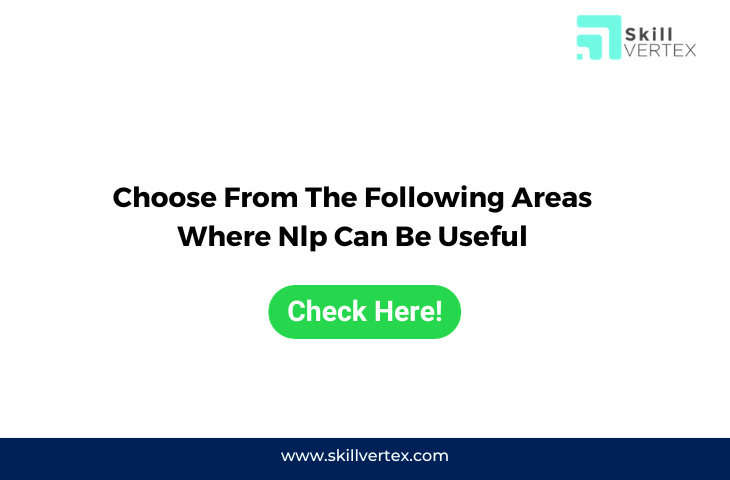 Skill
VERTEX
Choose From The Following Areas
Where Nlp Can Be Useful
Check Here!
www.skillvertex.com